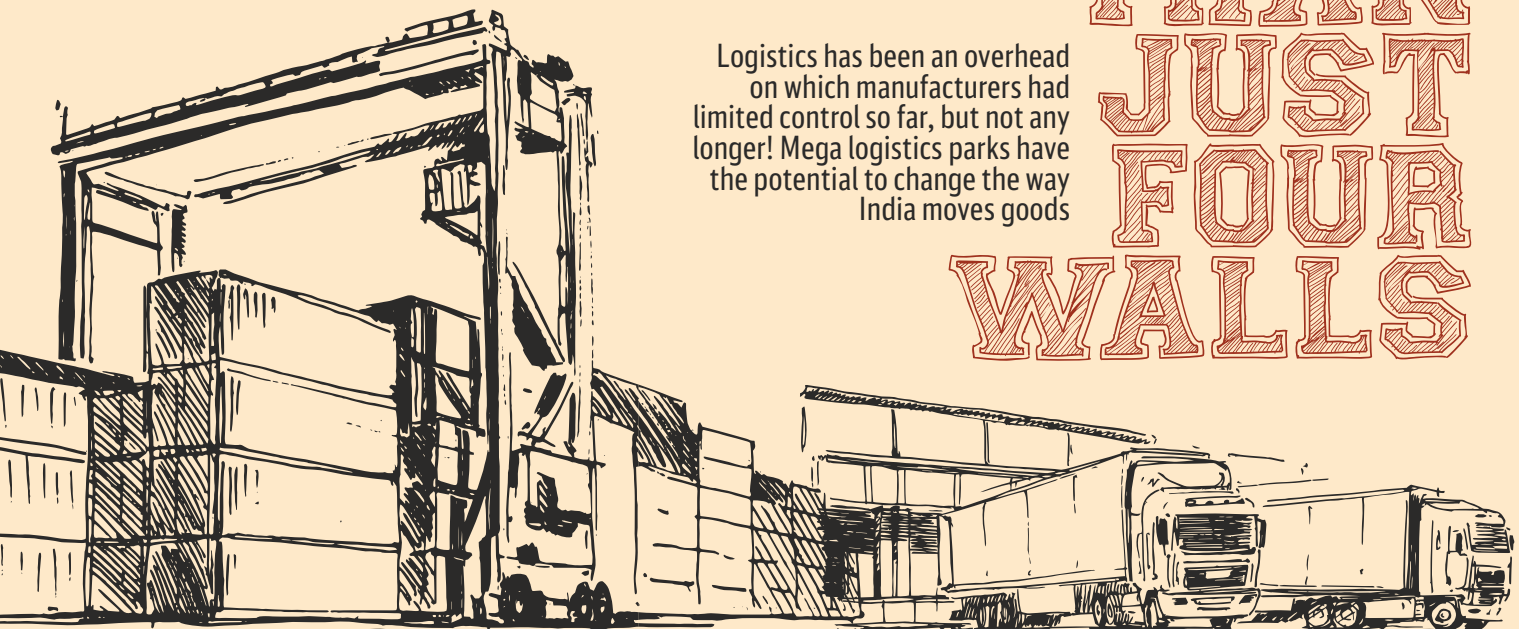 THAN
JUST
FOUR
WALLS
Logistics has been an overhead
on which manufacturers had
limited control so far, but not any
longer! Mega logistics parks have
the potential to change the way
India moves goods